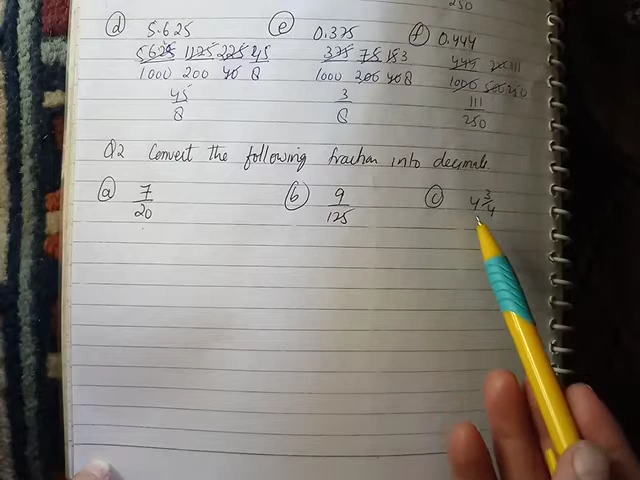 250
(d) 5.625 (e) 0.375 (f) 0.444
5625 1125 225 45 375 75 15 3 444 222 111
1000 200 40 8 1000 200 40 8 1000 500 250
45 3 111
8 8 250
Q2 Convert the following fraction into decimals.
(a) 7/20 (b) 9/125 (c) 4 3/4